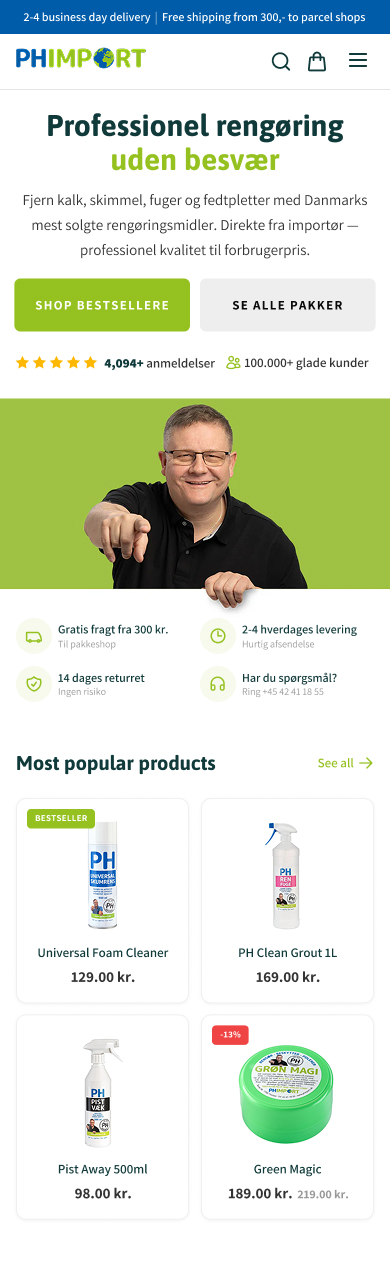 2-4 business day delivery | Free shipping from 300,- to parcel shops
PHIMPORT
Professionel rengøring
uden besvær
Fjern kalk, skimmel, fuger og fedtpletter med Danmarks
mest solgte rengøringsmidler. Direkte fra importør —
professionel kvalitet til forbrugerpris.
SHOP BESTSELLERE
SE ALLE PAKKER
4,094+ anmeldelser
100.000+ glade kunder
Gratis fragt fra 300 kr.
Til pakkeshop
2-4 hverdages levering
Hurtig afsendelse
14 dages returret
Ingen risiko
Har du spørgsmål?
Ring +45 42 41 18 55
Most popular products
See all
BESTSELLER
PH
UNIVERSAL
SKUMRENS
PH
REN
FUGE
Universal Foam Cleaner
129.00 kr.
PH Clean Grout 1L
169.00 kr.
PH
PIST
VÆK
-13%
PH
GRØN MAGI
PHIMPORT
Pist Away 500ml
98.00 kr.
Green Magic
189.00 kr. 219.00 kr.